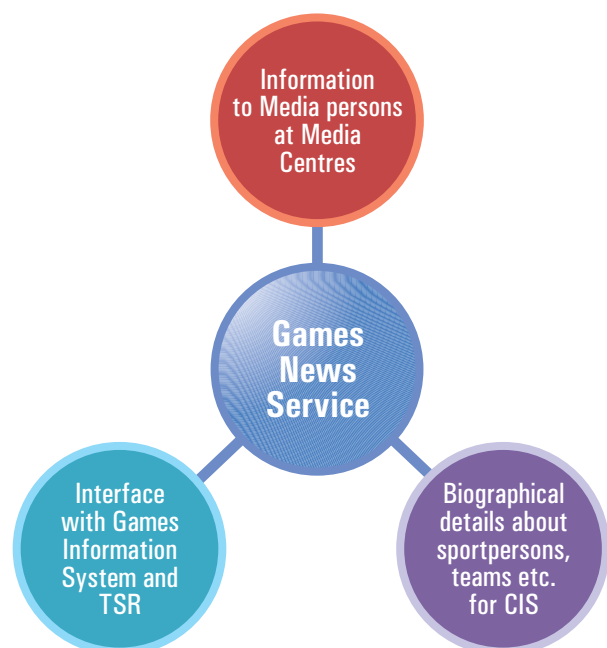 Information
to Media persons
at Media
Centres
Games
News
Service
Interface
with Games
Information
System and
TSR
Biographical
details about
sportpersons,
teams etc.
for CIS